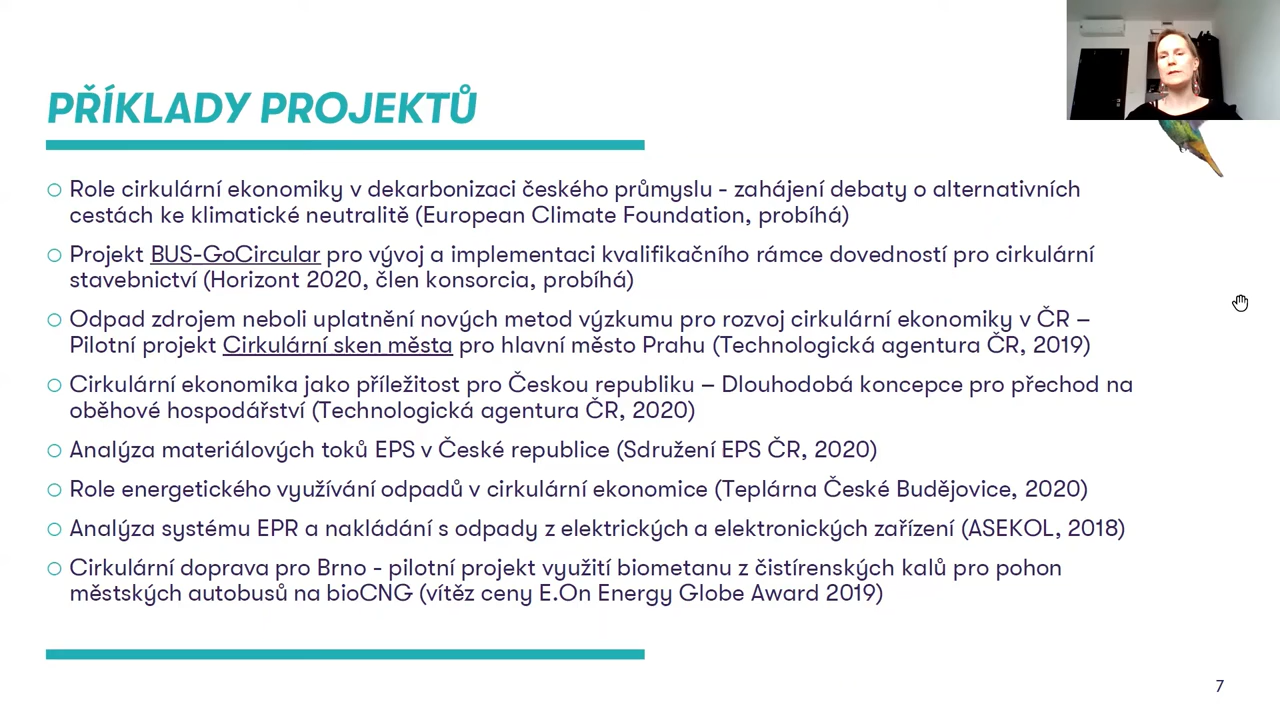 PŘÍKLADY PROJEKTŮ
Role cirkulární ekonomiky v dekarbonizaci českého průmyslu - zahájení debaty o alternativních
cestách ke klimatické neutralitě (European Climate Foundation, probíhá)
Projekt BUS-GoCircular pro vývoj a implementaci kvalifikačního rámce dovedností pro cirkulární
stavebnictví (Horizont 2020, člen konsorcia, probíhá)
Odpad zdrojem neboli uplatnění nových metod výzkumu pro rozvoj cirkulární ekonomiky v ČR –
Pilotní projekt Cirkulární sken města pro hlavní město Prahu (Technologická agentura ČR, 2019)
Cirkulární ekonomika jako příležitost pro Českou republiku – Dlouhodobá koncepce pro přechod na
oběhové hospodářství (Technologická agentura ČR, 2020)
Analýza materiálových toků EPS v České republice (Sdružení EPS ČR, 2020)
Role energetického využívání odpadů v cirkulární ekonomice (Teplárna České Budějovice, 2020)
Analýza systému EPR a nakládání s odpady z elektrických a elektronických zařízení (ASEKOL, 2018)
Cirkulární doprava pro Brno - pilotní projekt využití biometanu z čistírenských kalů pro pohon
městských autobusů na bioCNG (vítěz ceny E.On Energy Globe Award 2019)
7